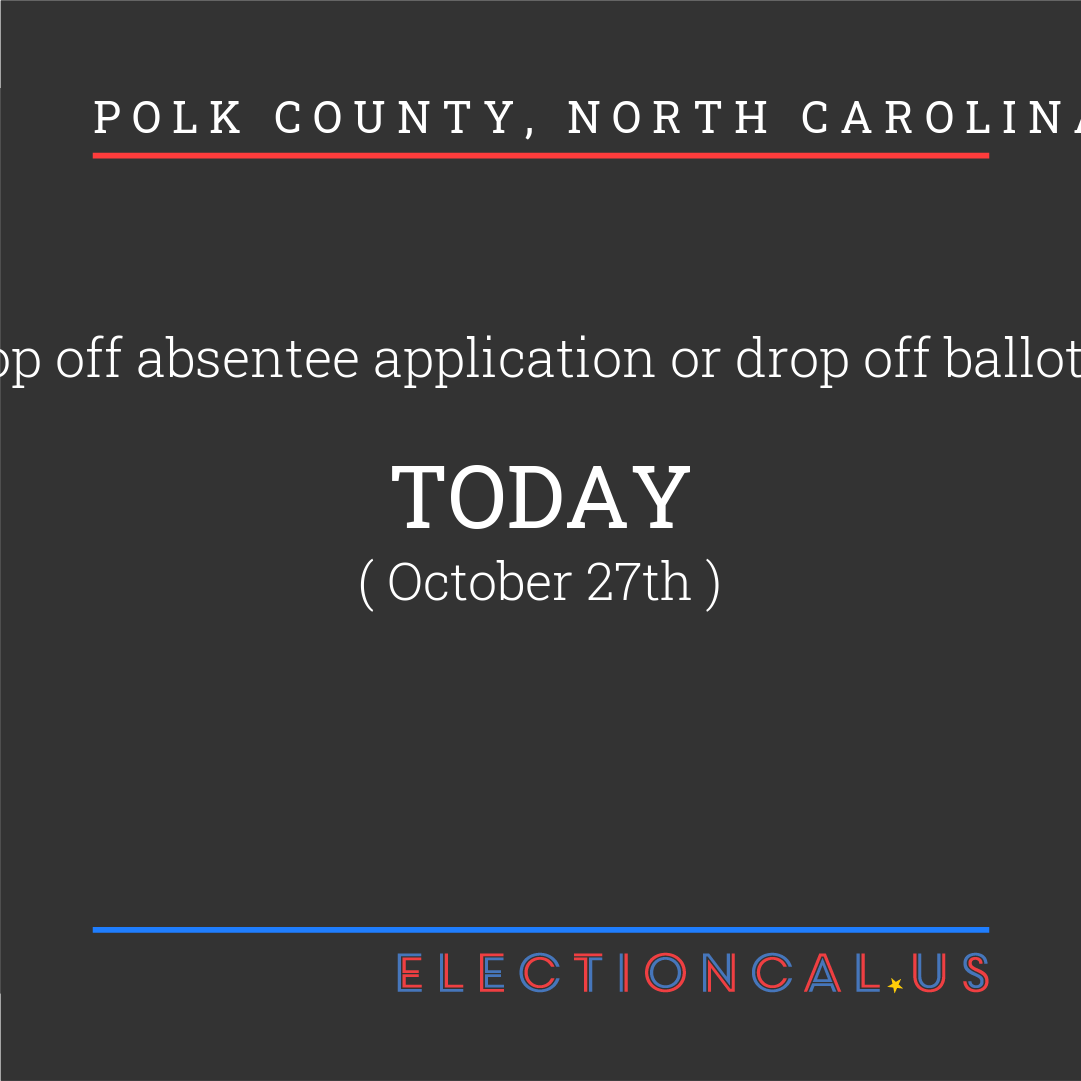 POLK COUNTY, NORTH CAROLINA
op off absentee application or drop off ballot
TODAY
( October 27th )
ELECTIONCAL.US